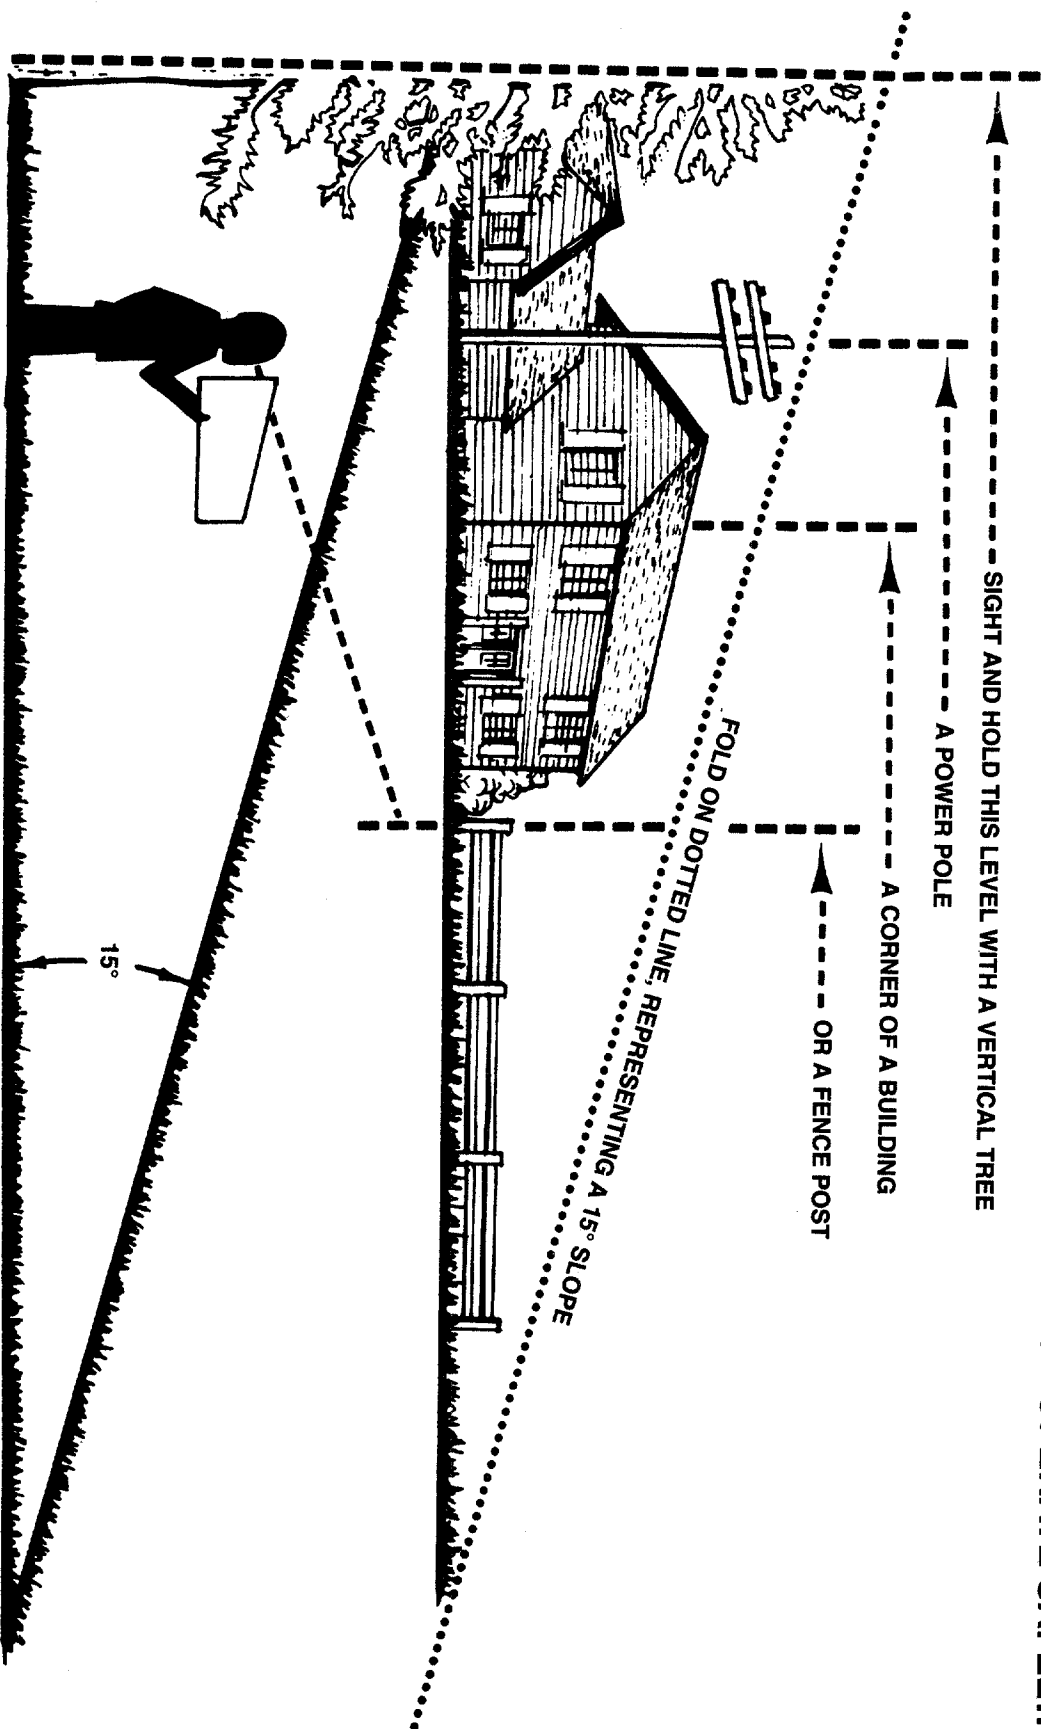 SIGHT AND HOLD THIS LEVEL WITH A VERTICAL TREE
A POWER POLE
A CORNER OF A BUILDING
OR A FENCE POST
FOLD ON DOTTED LINE, REPRESENTING A 15° SLOPE
15°